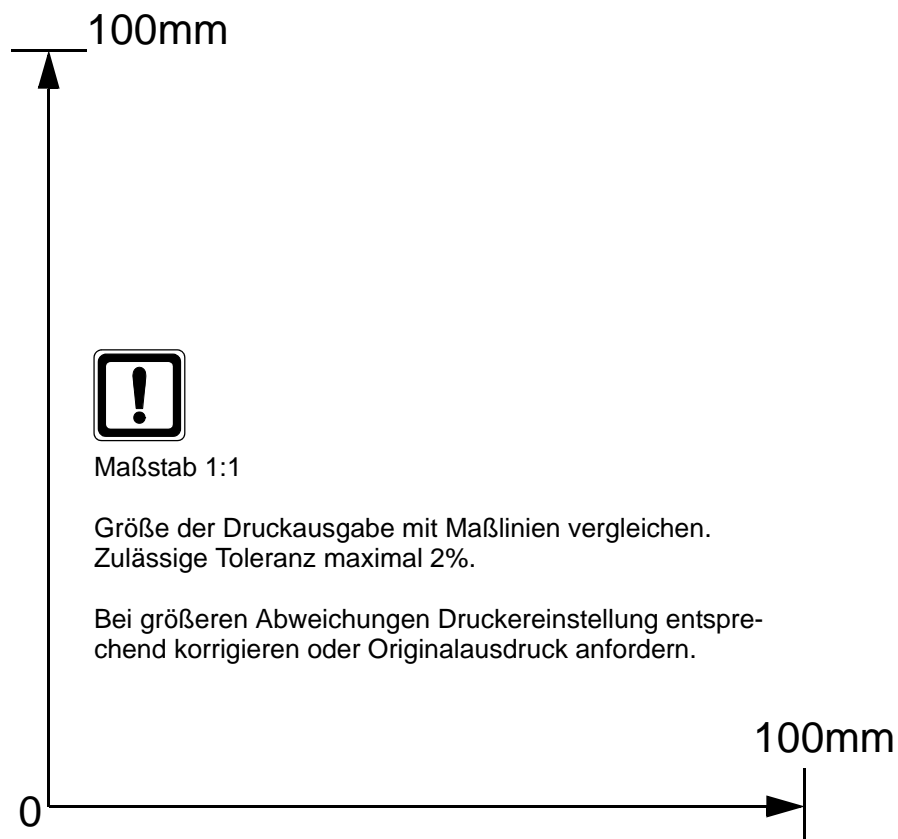 100mm
Maßstab 1:1
Größe der Druckausgabe mit Maßlinien vergleichen.
Zulässige Toleranz maximal 2%.
Bei größeren Abweichungen Druckereinstellung entspre-
chend korrigieren oder Originalausdruck anfordern.
100mm
0